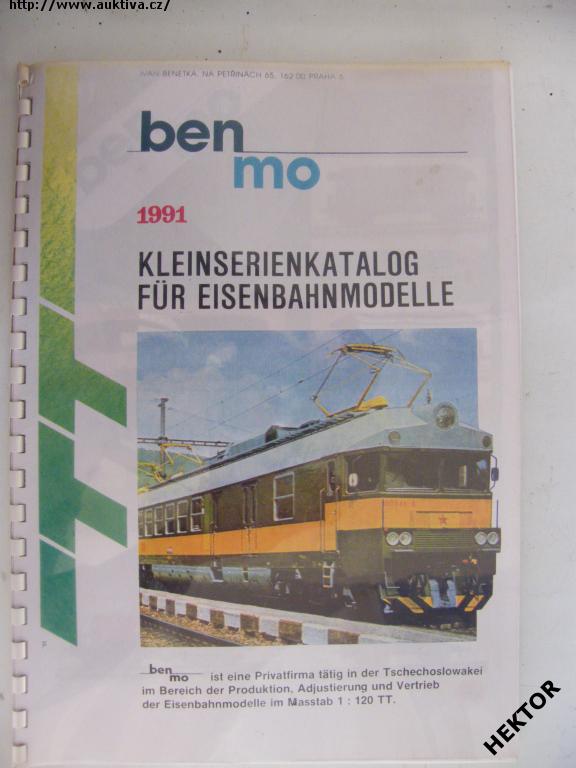 http://www.auktiva.cz/
IVAN BENETKA, NA PETŘINÁCH 65, 162 00 PRAHA 6
ben
mo
1991
KLEINSERIENKATALOG
FÜR EISENBAHNMODELLE
TT
ben
mo ist eine Privatfirma tätig in der Tschechoslowakei
im Bereich der Produktion, Adjustierung und Vertrieb
der Eisenbahnmodelle im Masstab 1 : 120 TT.
HEKTOR